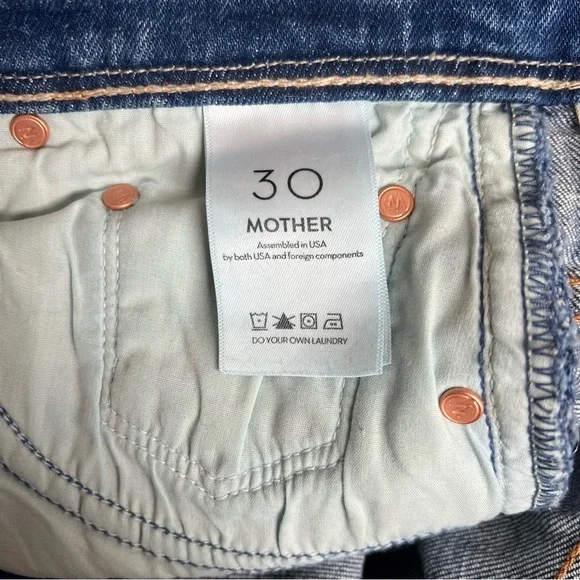 30
MOTHER
Assembled in USA
by both USA and foreign components
DO YOUR OWN LAUNDRY